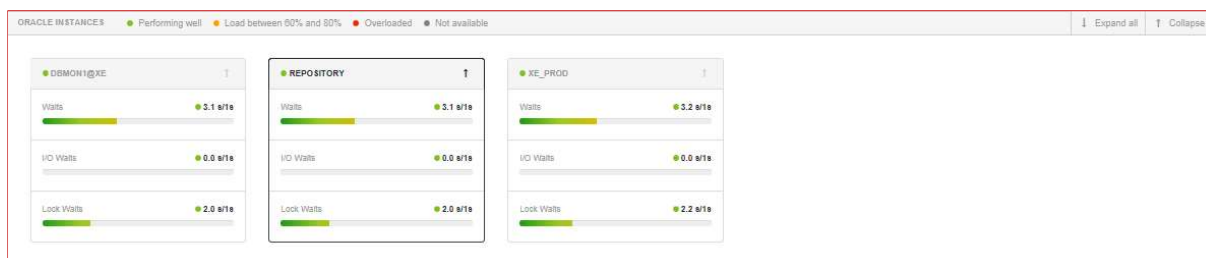 ORACLE INSTANCES Performing well Load between 60% and 80% Overloaded Not available ↓ Expand all ↑ Collapse
DBMON1@XE ↑
Waits 3.1 s/1s
I/O Waits 0.0 s/1s
Lock Waits 2.0 s/1s
REPOSITORY ↑
Waits 3.1 s/1s
I/O Waits 0.0 s/1s
Lock Waits 2.0 s/1s
XE_PROD ↑
Waits 3.2 s/1s
I/O Waits 0.0 s/1s
Lock Waits 2.2 s/1s